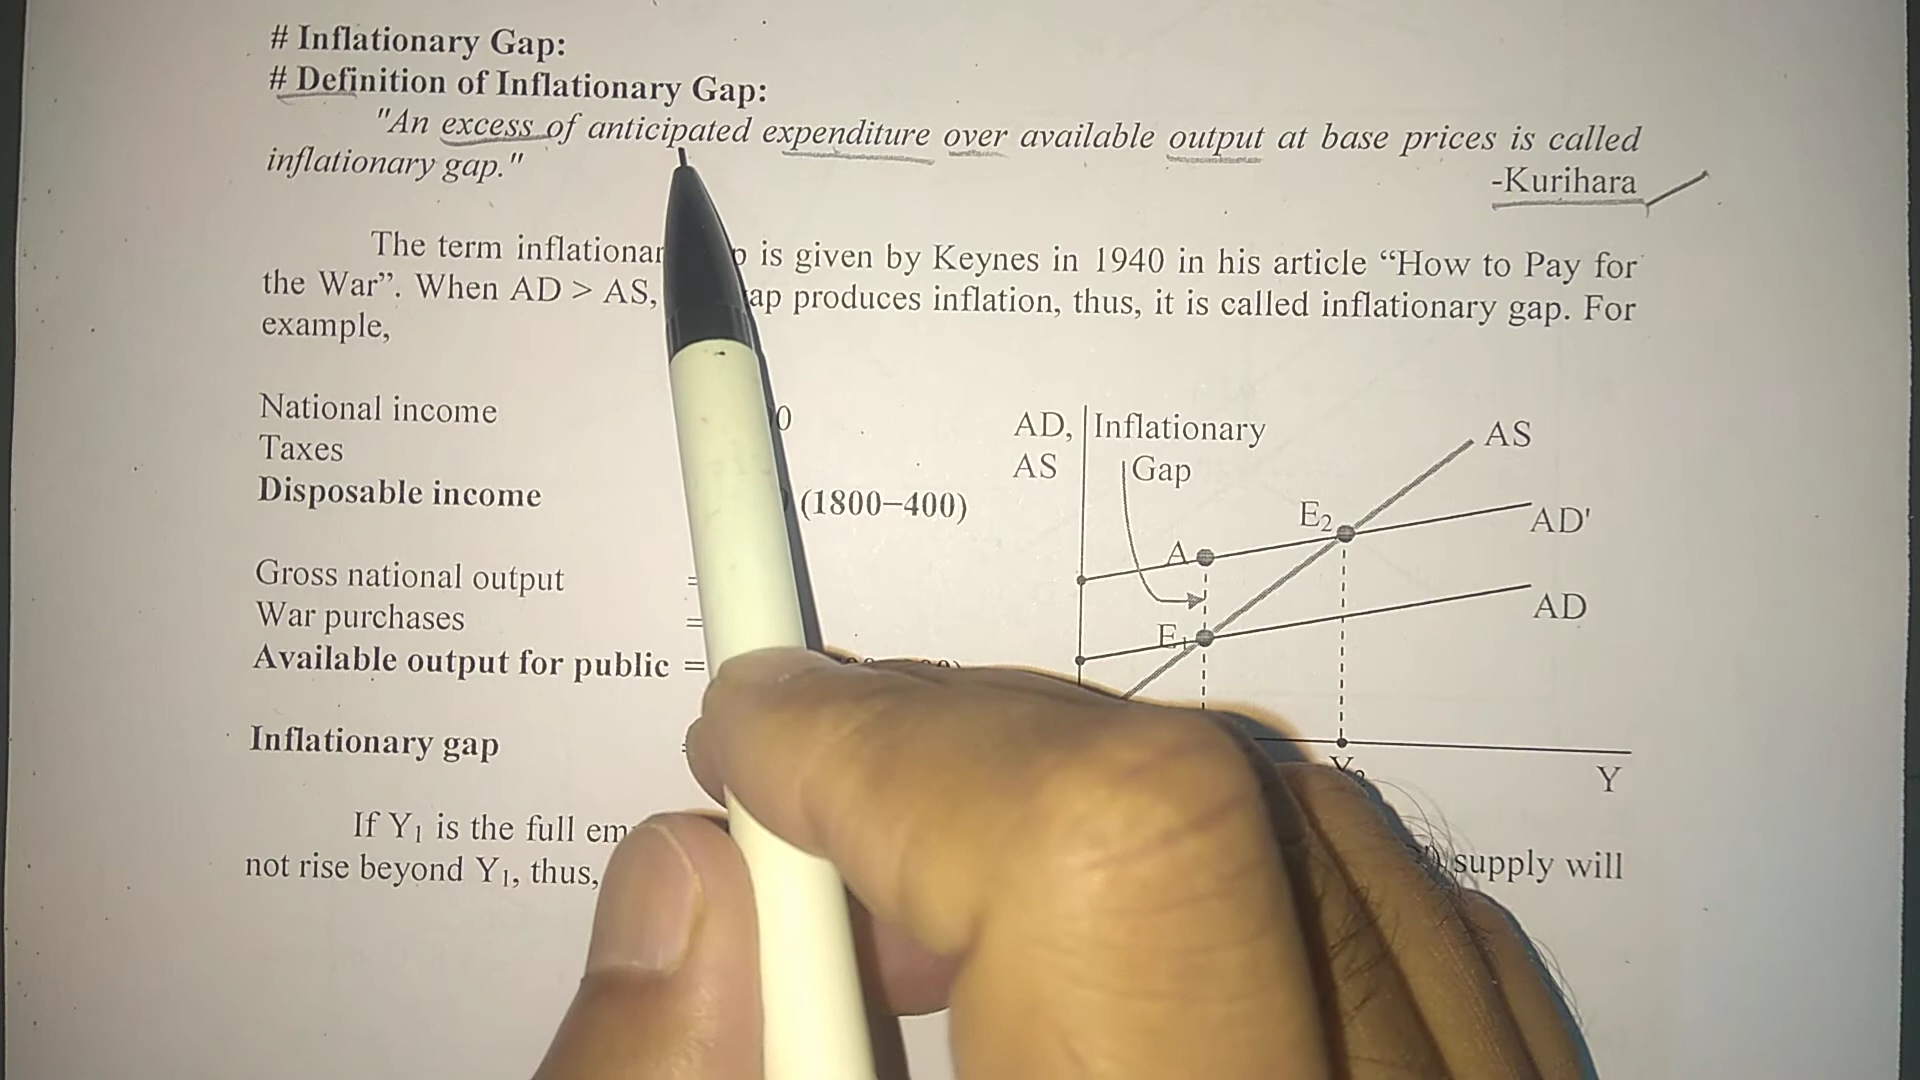 # Inflationary Gap:
# Definition of Inflationary Gap:
"An excess of anticipated expenditure over available output at base prices is called
inflationary gap."
-Kurihara
The term is given by Keynes in 1940 in his article “How to Pay for
the War”. When AD > AS, produces inflation, thus, it is called inflationary gap. For
example,
National income
Taxes
Disposable income (1800–400)
Gross national output =
War purchases =
Available output for public =
Inflationary gap
AD, Inflationary
AS Gap
AS
E2
AD'
A
AD
E1
Y2
Y
If Y1 is the full
supply will
not rise beyond Y1, thus,